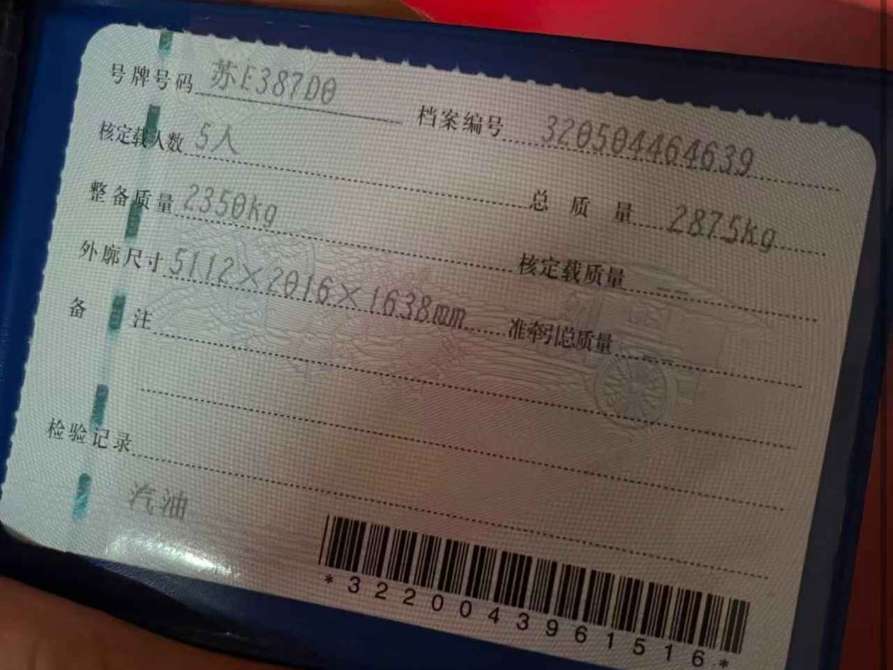 号牌号码 苏E387D0 档案编号 320504464639
核定载人数 5人 总质量 2875kg
整备质量 2350kg 核定载质量
外廓尺寸 5112×2016×1638mm 准牵引总质量
备注
检验记录
汽油
*3220043961516*